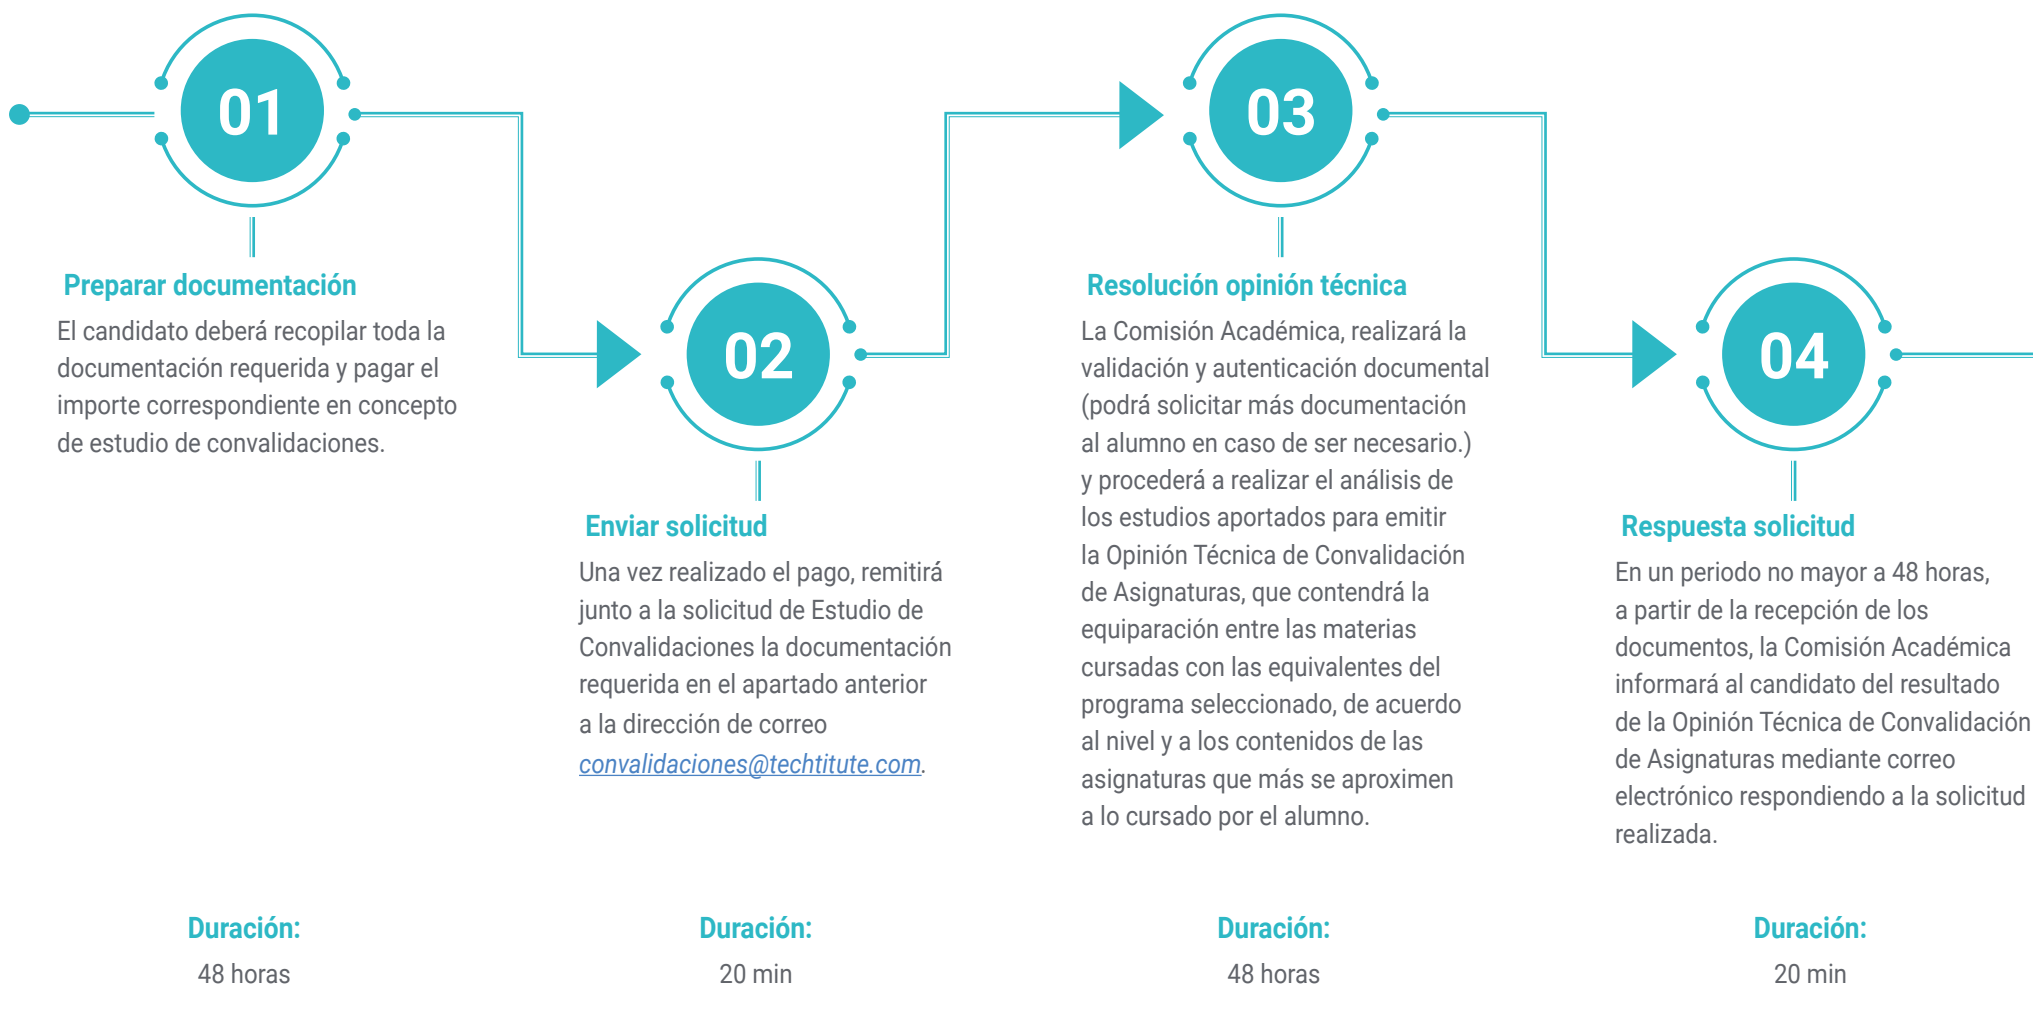 01
Preparar documentación
El candidato deberá recopilar toda la
documentación requerida y pagar el
importe correspondiente en concepto
de estudio de convalidaciones.
Duración:
48 horas
02
Enviar solicitud
Una vez realizado el pago, remitirá
junto a la solicitud de Estudio de
Convalidaciones la documentación
requerida en el apartado anterior
a la dirección de correo
convalidaciones@techtitute.com.
Duración:
20 min
03
Resolución opinión técnica
La Comisión Académica, realizará la
validación y autenticación documental
(podrá solicitar más documentación
al alumno en caso de ser necesario.)
y procederá a realizar el análisis de
los estudios aportados para emitir
la Opinión Técnica de Convalidación
de Asignaturas, que contendrá la
equiparación entre las materias
cursadas con las equivalentes del
programa seleccionado, de acuerdo
al nivel y a los contenidos de las
asignaturas que más se aproximen
a lo cursado por el alumno.
Duración:
48 horas
04
Respuesta solicitud
En un periodo no mayor a 48 horas,
a partir de la recepción de los
documentos, la Comisión Académica
informará al candidato del resultado
de la Opinión Técnica de Convalidación
de Asignaturas mediante correo
electrónico respondiendo a la solicitud
realizada.
Duración:
20 min